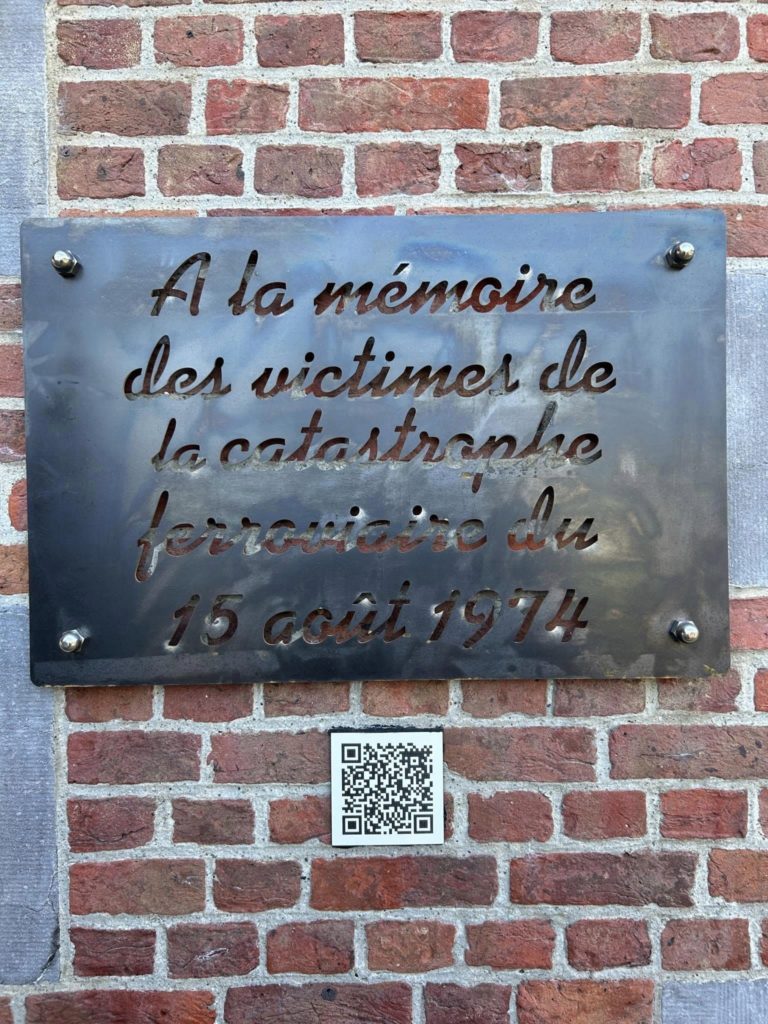 A la mémoire
des victimes de
la catastrophe
ferroviaire du
15 août 1974